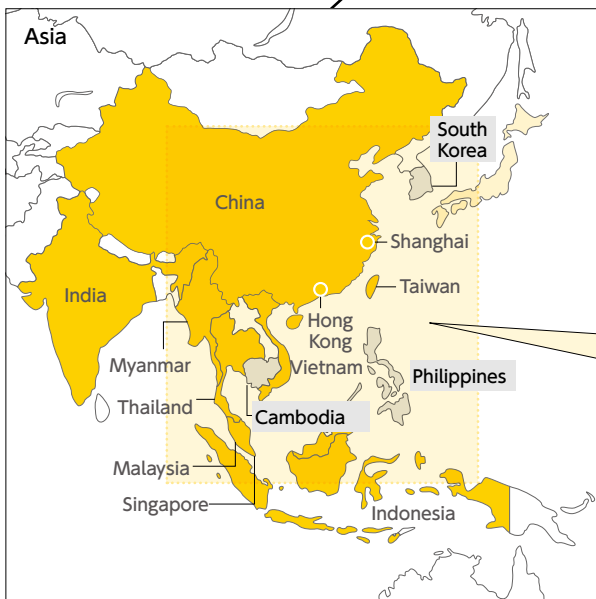 Asia
South
Korea
China
Shanghai
India
Taiwan
Hong
Kong
Myanmar
Vietnam
Philippines
Thailand
Cambodia
Malaysia
Singapore
Indonesia